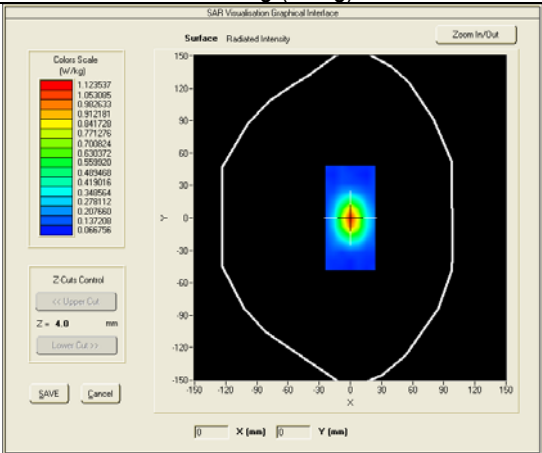 SAR Visualisation Graphical Interface
Surface Radiated Intensity
Zoom In/Out
Colors Scale
(W/kg)
1.123537
1.053085
0.982633
0.912181
0.841728
0.771276
0.700824
0.630372
0.559920
0.489468
0.419016
0.348564
0.278112
0.207660
0.137208
0.066756
150-
120-
90-
60-
30-
0-
-30-
-60-
-90-
-120-
-150-
Y
-150 -120 -90 -60 -30 0 30 60 90 120 150
X
Z-Cuts Control
<< Upper Cut
Z = 4.0 mm
Lower Cut >>
SAVE Cancel
0 X (mm) 0 Y (mm)